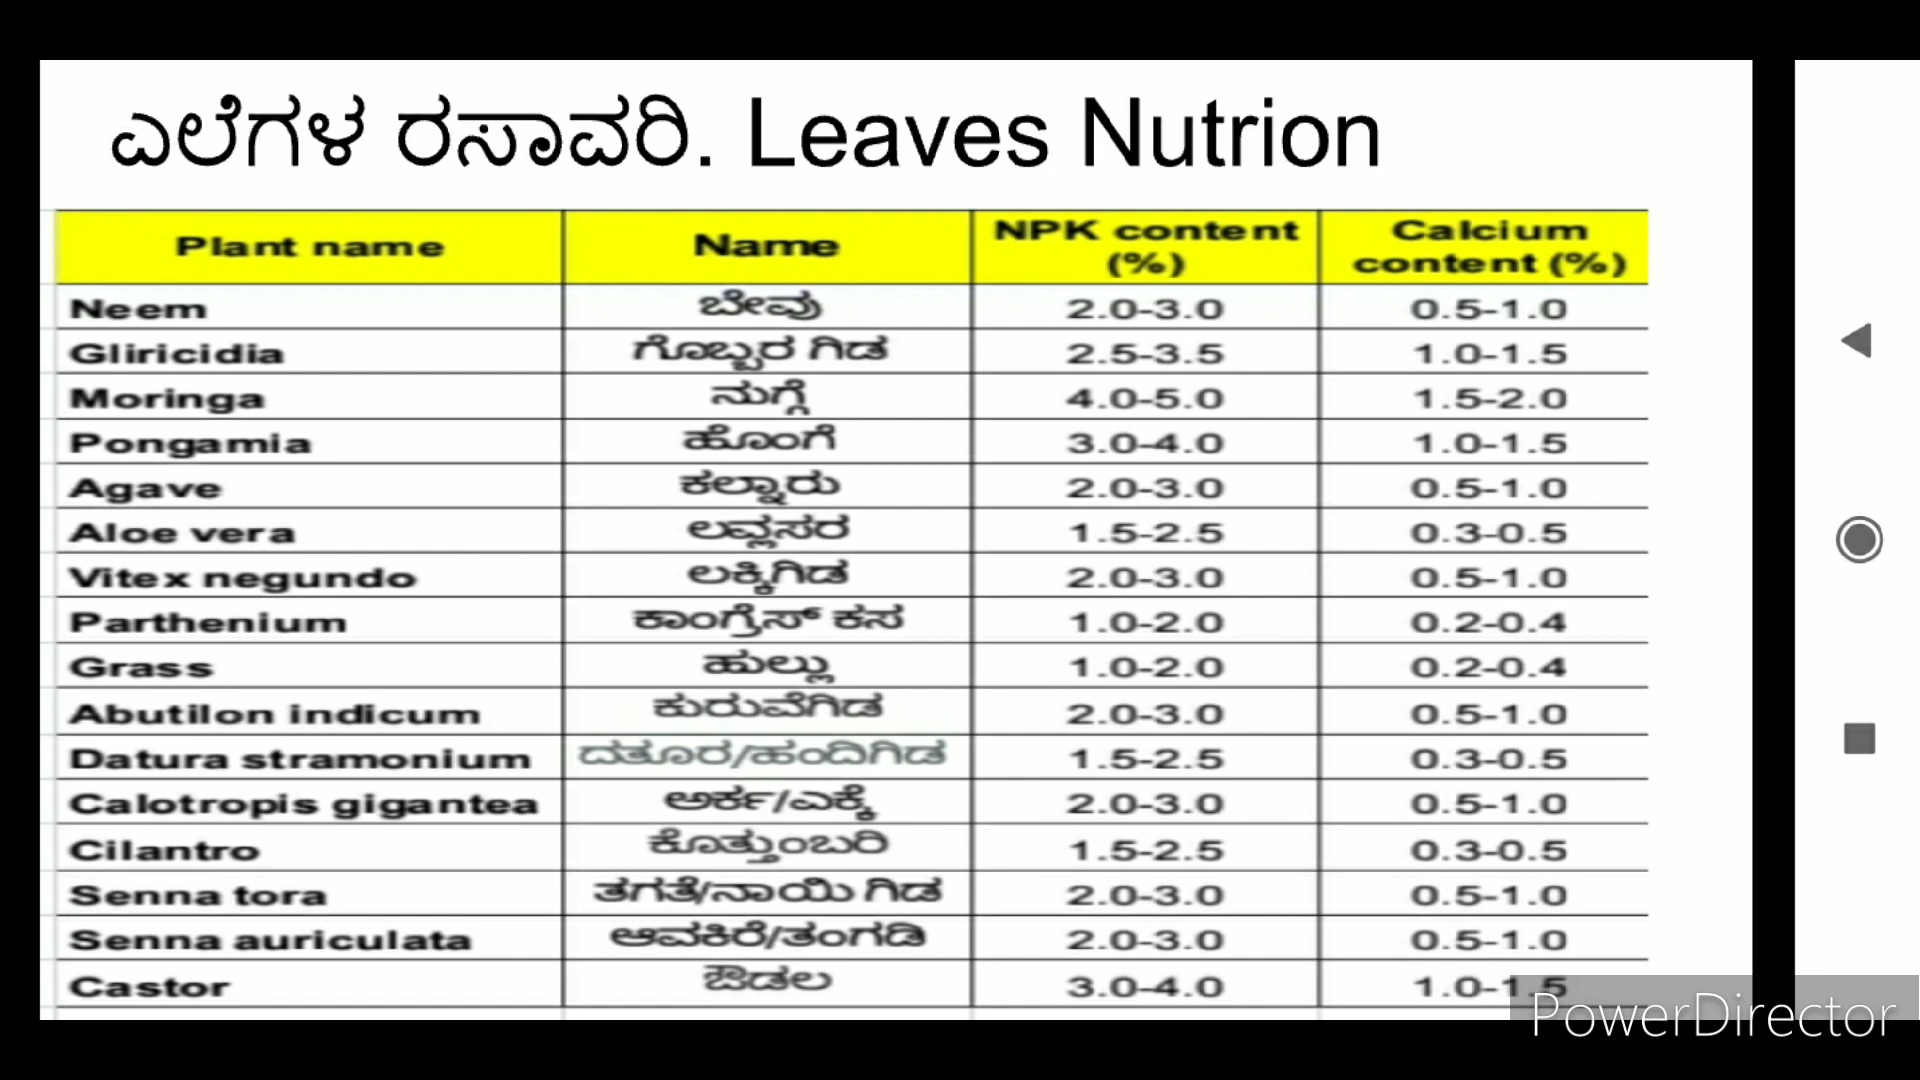 ಎಲೆಗಳ ರಸಾವರಿ. Leaves Nutrion
Plant name Name NPK content (%) Calcium content (%)
Neem ಬೇವು 2.0-3.0 0.5-1.0
Gliricidia ಗೊಬ್ಬರ ಗಿಡ 2.5-3.5 1.0-1.5
Moringa ನುಗ್ಗೆ 4.0-5.0 1.5-2.0
Pongamia ಹೊಂಗೆ 3.0-4.0 1.0-1.5
Agave ಕಲ್ನಾರು 2.0-3.0 0.5-1.0
Aloe vera ಲವ್ಲಸರ 1.5-2.5 0.3-0.5
Vitex negundo ಲಕ್ಕಿಗಿಡ 2.0-3.0 0.5-1.0
Parthenium ಕಾಂಗ್ರೆಸ್ ಕಸ 1.0-2.0 0.2-0.4
Grass ಹುಲ್ಲು 1.0-2.0 0.2-0.4
Abutilon indicum ಕುರುವೆಗಿಡ 2.0-3.0 0.5-1.0
Datura stramonium ದತೂರ/ಹಂದಿಗಿಡ 1.5-2.5 0.3-0.5
Calotropis gigantea ಅರ್ಕ/ಎಕ್ಕೆ 2.0-3.0 0.5-1.0
Cilantro ಕೊತ್ತುಂಬರಿ 1.5-2.5 0.3-0.5
Senna tora ತಗತೆ/ನಾಯಿ ಗಿಡ 2.0-3.0 0.5-1.0
Senna auriculata ಆವಕಿರೆ/ತಂಗಡಿ 2.0-3.0 0.5-1.0
Castor ಔಡಲ 3.0-4.0 1.0-1.5
PowerDirector